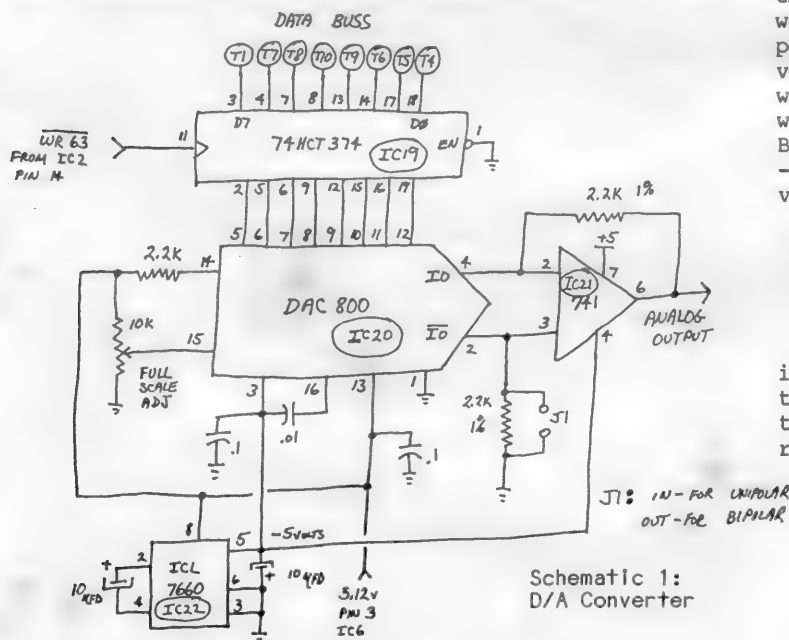 DATA BUSS
T1 T7 T8 T10 T9 T6 T5 T4
3 4 7 8 13 14 17 18
D7 DØ
WR 63
FROM IC2
PIN 14
11
74HCT374
IC19
EN
1
2 5 6 9 12 15 16 19
5 6 7 8 9 10 11 12
2.2K
14
10K
15
FULL
SCALE
ADJ
DAC 800
IC20
IO
4
IO
2
3 16 13 1
.1
.01
.1
2.2K 1%
+5
2
7
IC21
741
6
3
4
ANALOG
OUTPUT
2.2K
1%
J1
J1: IN-FOR UNIPOLAR
OUT-FOR BIPOLAR
8
5
-5 VOLTS
2
+
10 MFD
4
ICL
7660
IC22
6
3
+
10 MFD
5.12V
PIN 3
IC6
Schematic 1:
D/A Converter